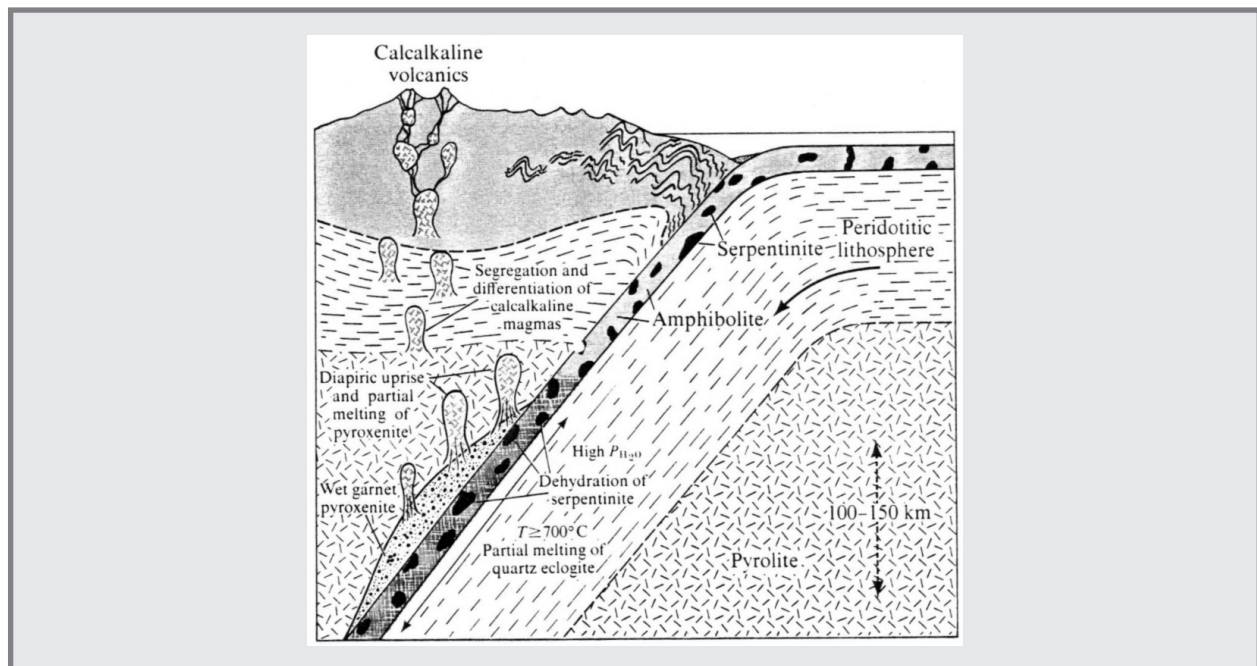 Calcalkaline
volcanics
Serpentinite
Peridotitic
lithosphere
Segregation and
differentiation of
calcalkaline
magmas
Amphibolite
Diapiric uprise
and partial
melting of
pyroxenite
High P_H₂O
Wet garnet
pyroxenite
Dehydration of
serpentinite
100–150 km
T ≥ 700°C
Partial melting of
quartz eclogite
Pyrolite